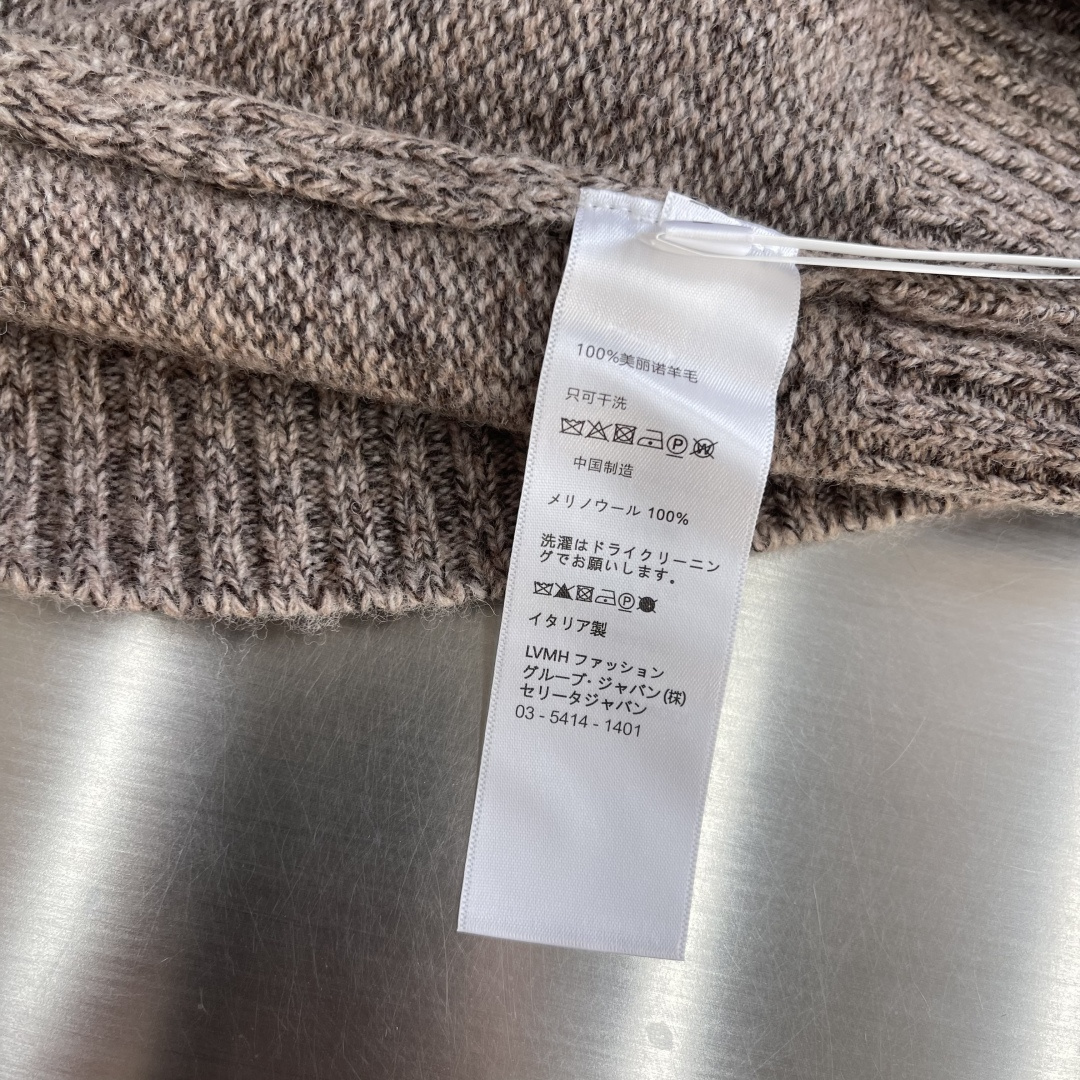 100%美丽诺羊毛
只可干洗
P W
中国制造
メリノウール 100%
洗濯はドライクリーニン
グでお願いします。
P
イタリア製
LVMH ファッション
グループ・ジャパン(株)
セリータジャパン
03 - 5414 - 1401